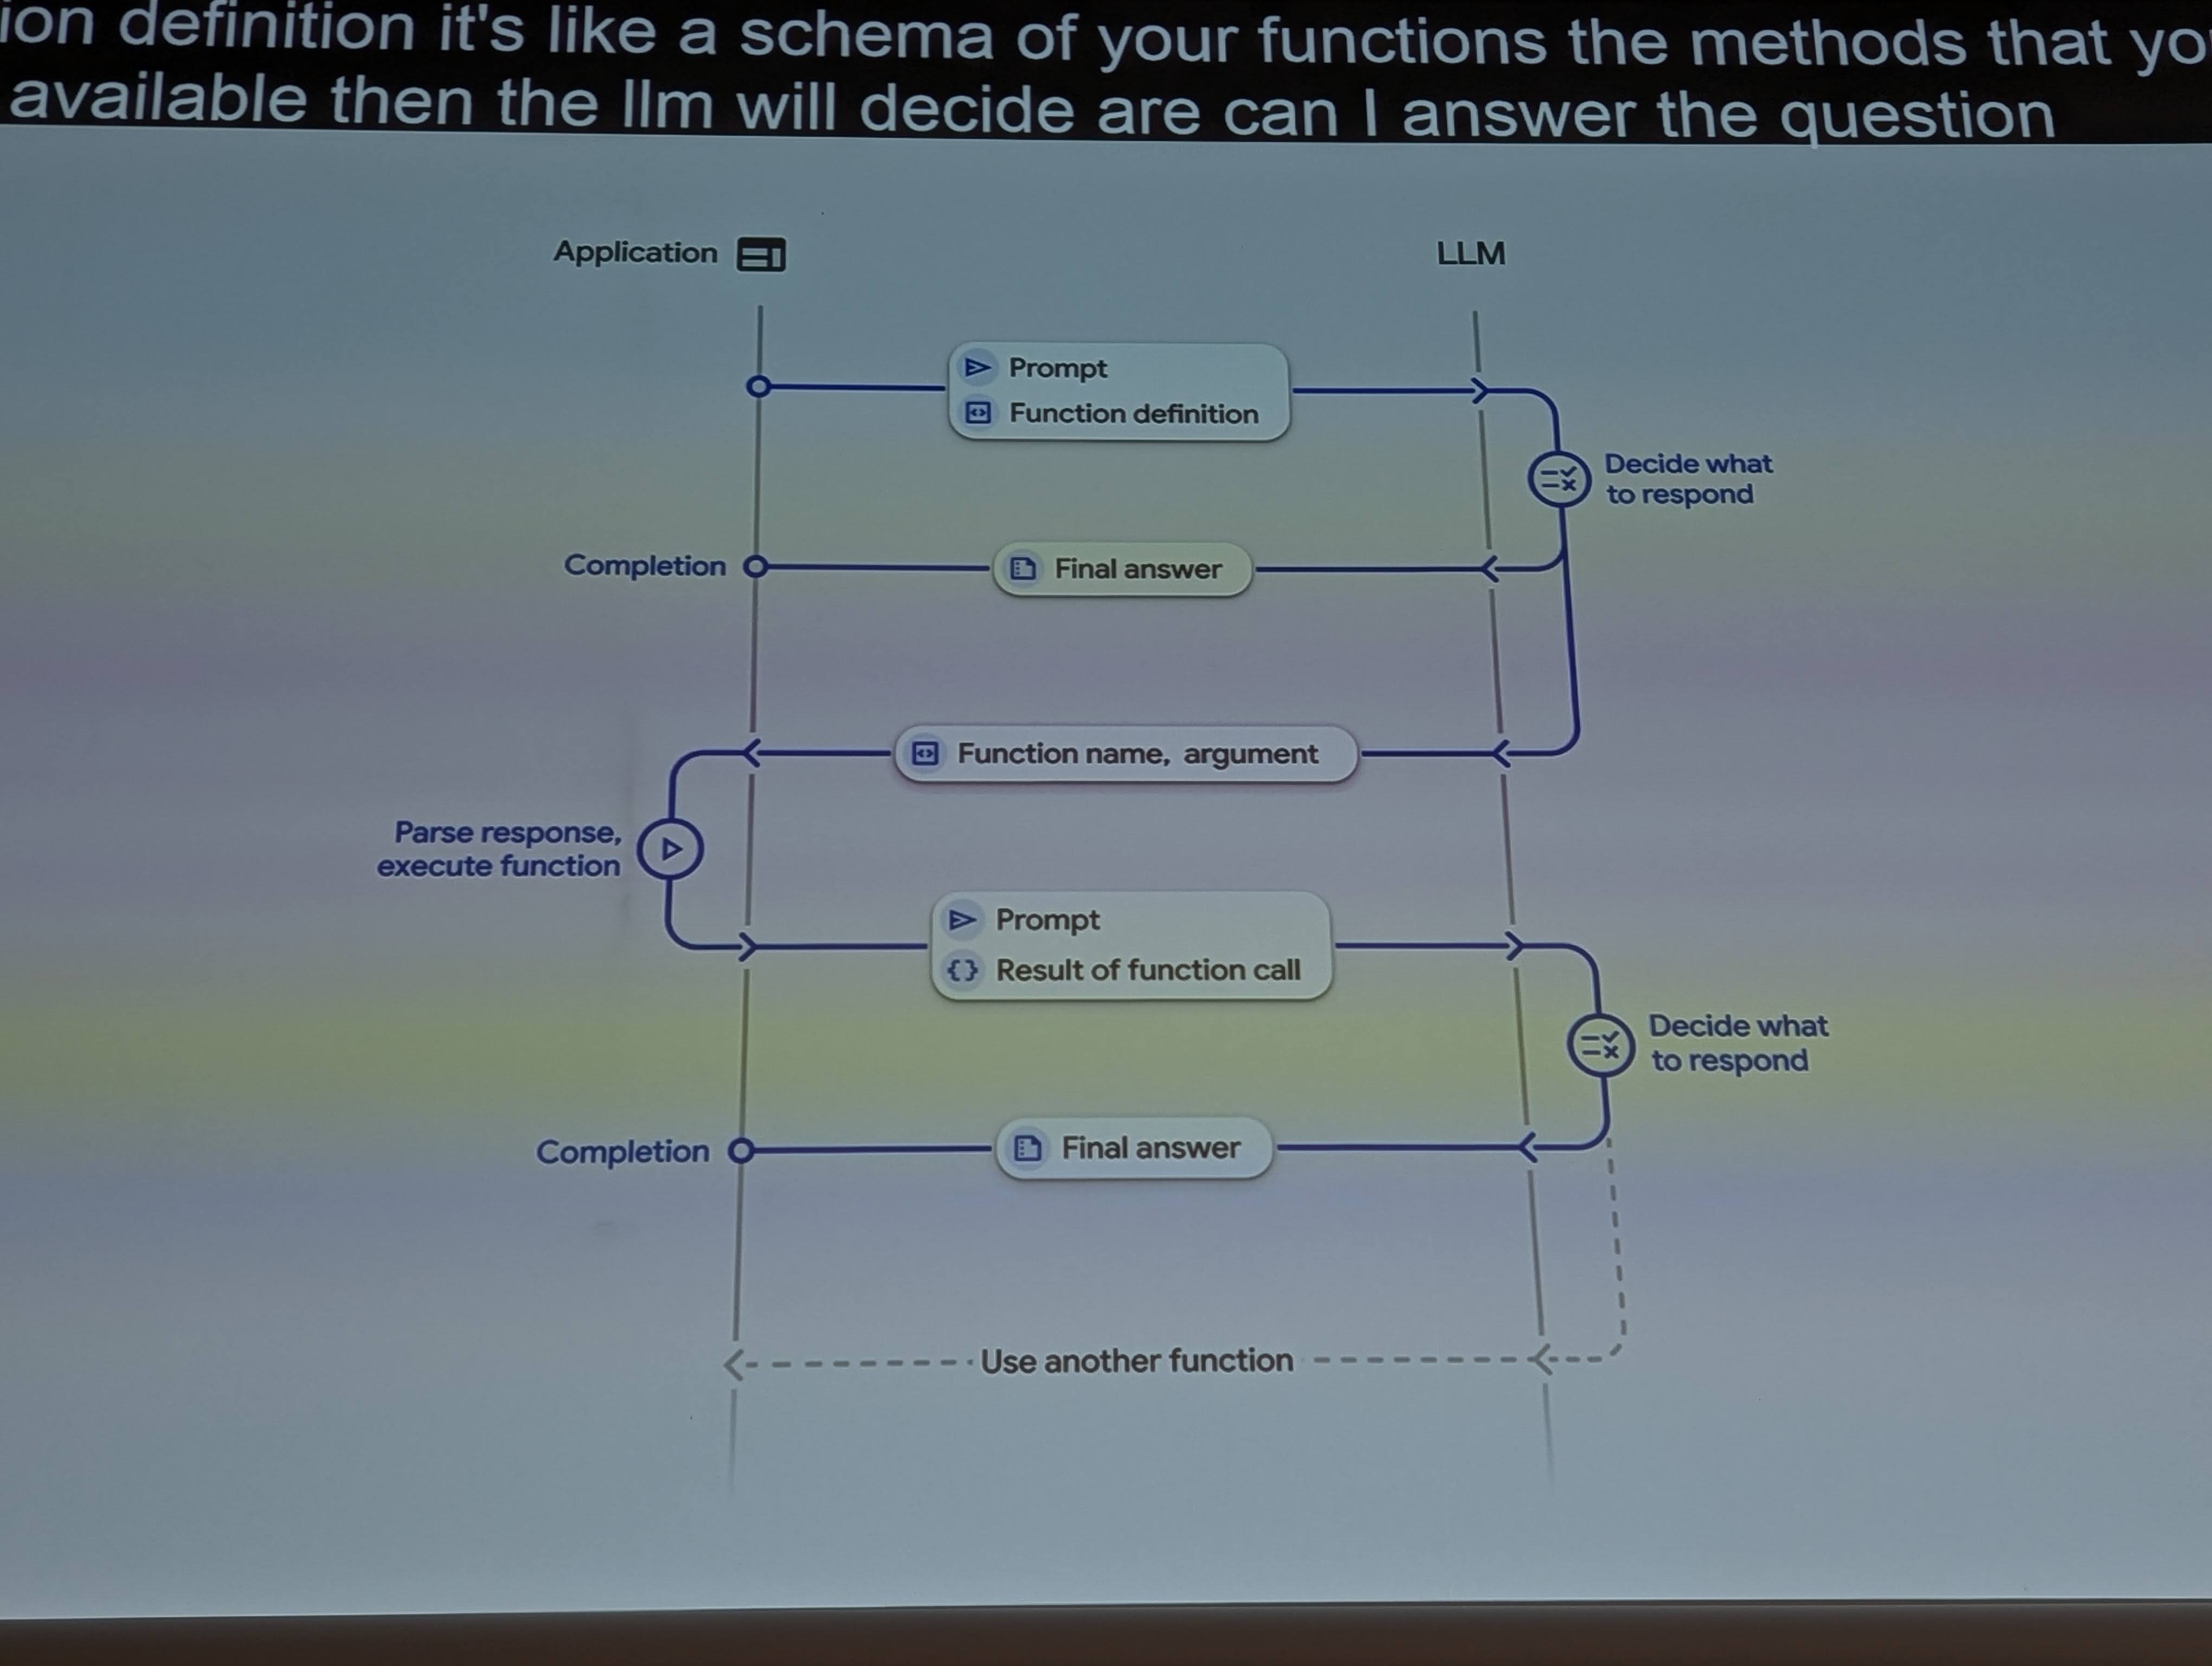 definition it's like a schema of your functions the methods that
available then the llm will decide are can I answer the question
Application
LLM
Prompt
Function definition
Decide what
to respond
Completion
Final answer
Function name, argument
Parse response,
execute function
Prompt
Result of function call
Decide what
to respond
Completion
Final answer
Use another function